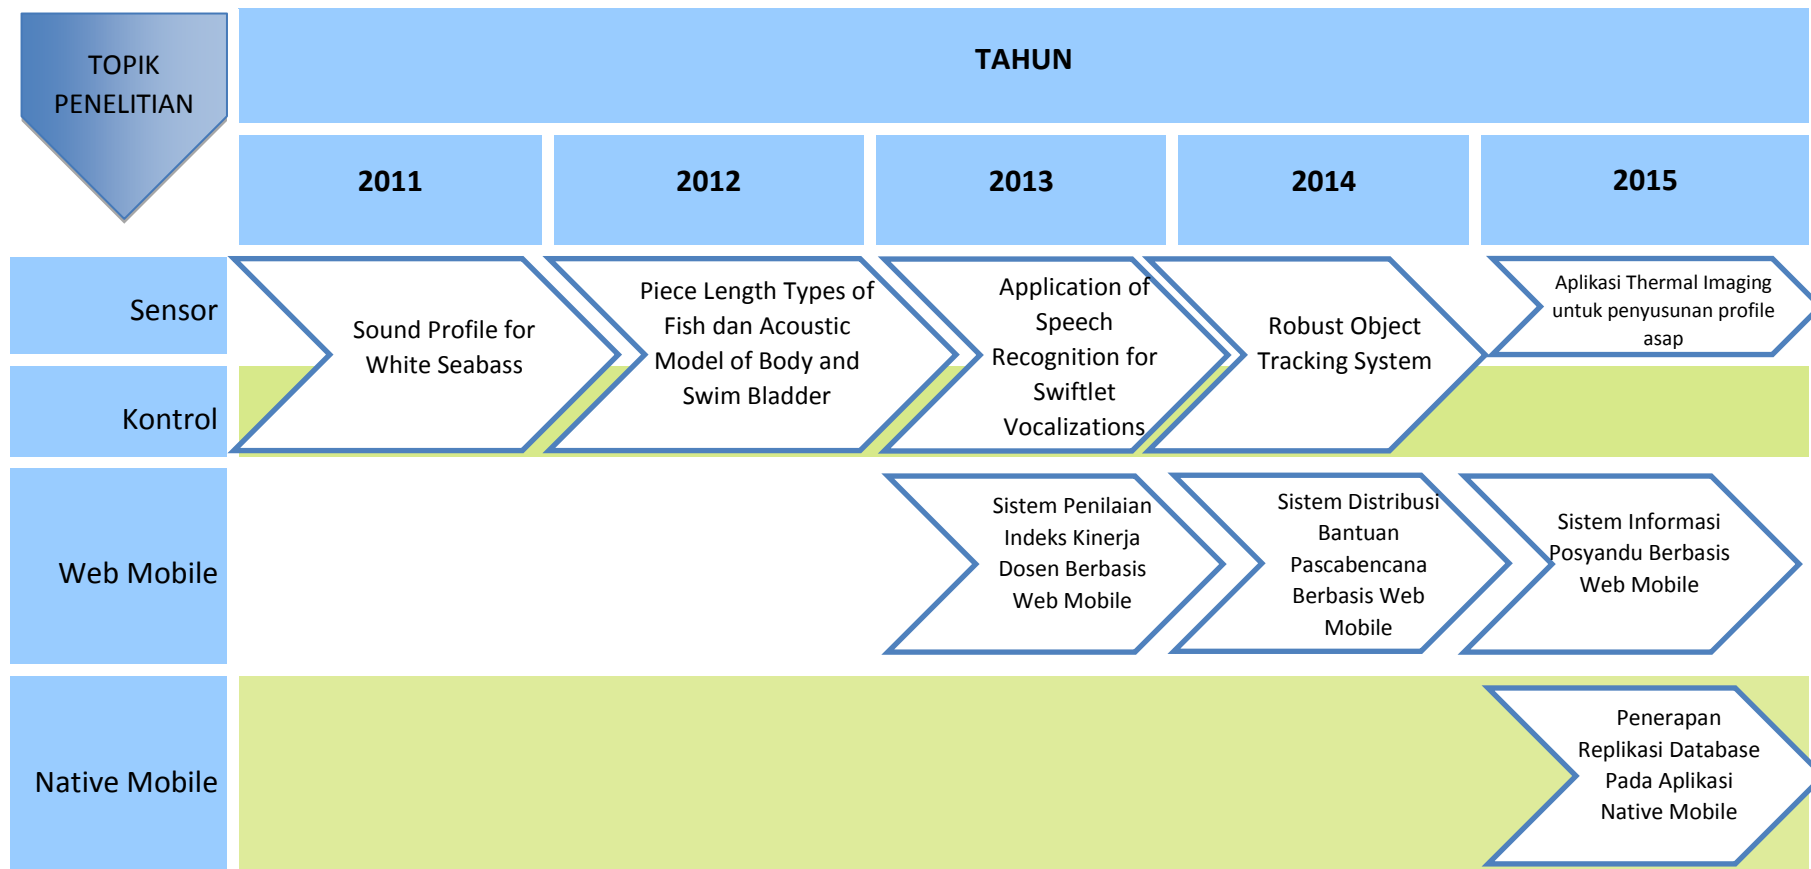 TOPIK
PENELITIAN
TAHUN
2011
2012
2013
2014
2015
Sensor
Kontrol
Sound Profile for
White Seabass
Piece Length Types of
Fish dan Acoustic
Model of Body and
Swim Bladder
Application of
Speech
Recognition for
Swiftlet
Vocalizations
Robust Object
Tracking System
Aplikasi Thermal Imaging
untuk penyusunan profile
asap
Web Mobile
Sistem Penilaian
Indeks Kinerja
Dosen Berbasis
Web Mobile
Sistem Distribusi
Bantuan
Pascabencana
Berbasis Web
Mobile
Sistem Informasi
Posyandu Berbasis
Web Mobile
Native Mobile
Penerapan
Replikasi Database
Pada Aplikasi
Native Mobile